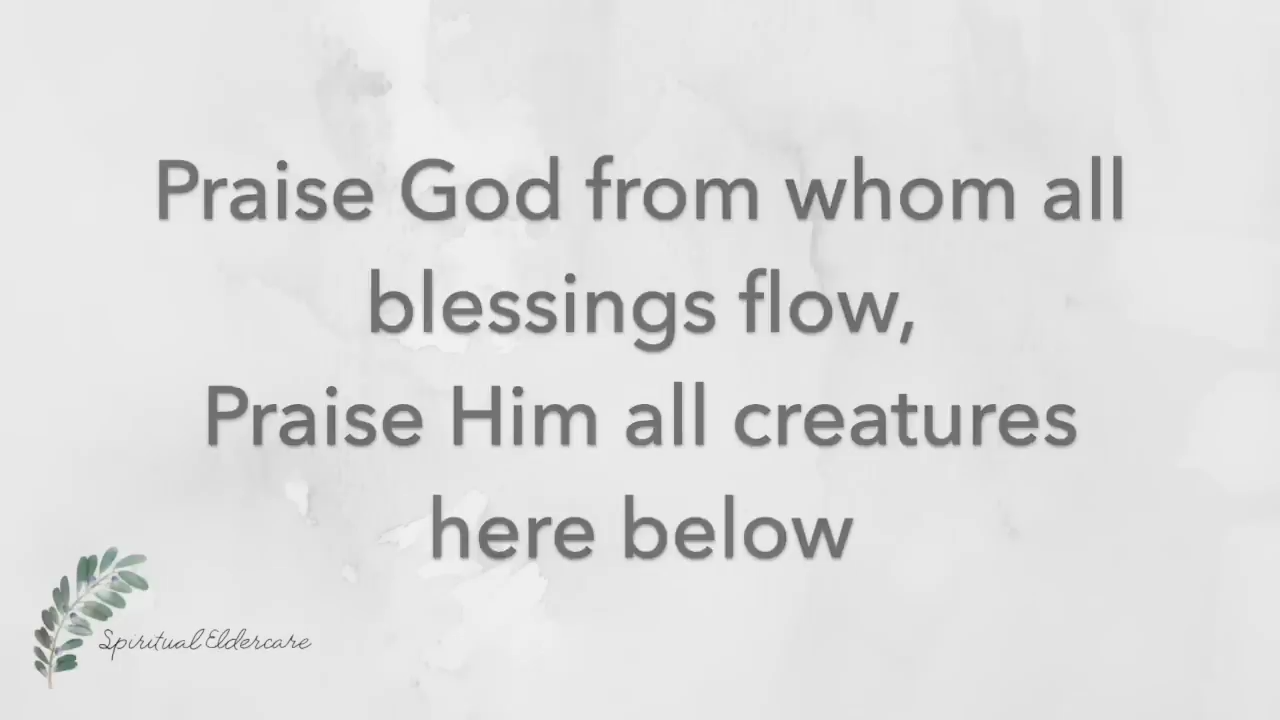 Praise God from whom all
blessings flow,
Praise Him all creatures
here below
Spiritual Eldercare